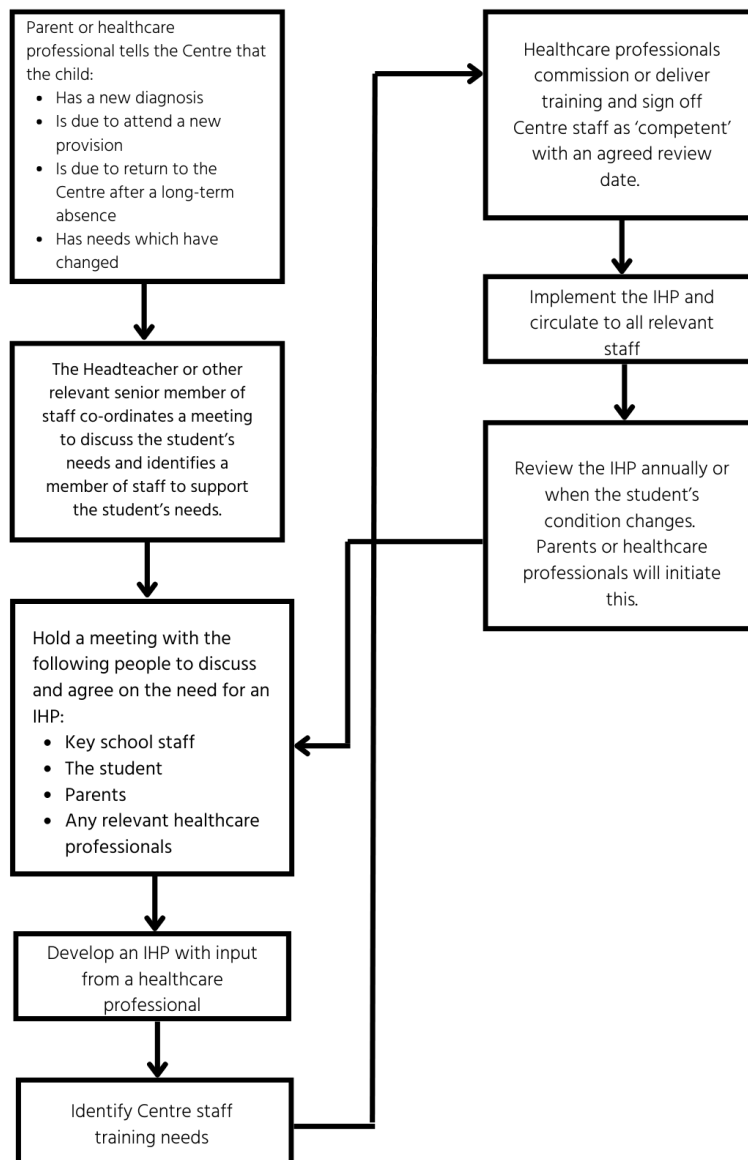 Parent or healthcare
professional tells the Centre that
the child:
• Has a new diagnosis
• Is due to attend a new
provision
• Is due to return to the
Centre after a long-term
absence
• Has needs which have
changed
The Headteacher or other
relevant senior member of
staff co-ordinates a meeting
to discuss the student's
needs and identifies a
member of staff to support
the student's needs.
Hold a meeting with the
following people to discuss
and agree on the need for an
IHP:
• Key school staff
• The student
• Parents
• Any relevant healthcare
professionals
Develop an IHP with input
from a healthcare
professional
Identify Centre staff
training needs
Healthcare professionals
commission or deliver
training and sign off
Centre staff as ‘competent’
with an agreed review
date.
Implement the IHP and
circulate to all relevant
staff
Review the IHP annually or
when the student's
condition changes.
Parents or healthcare
professionals will initiate
this.